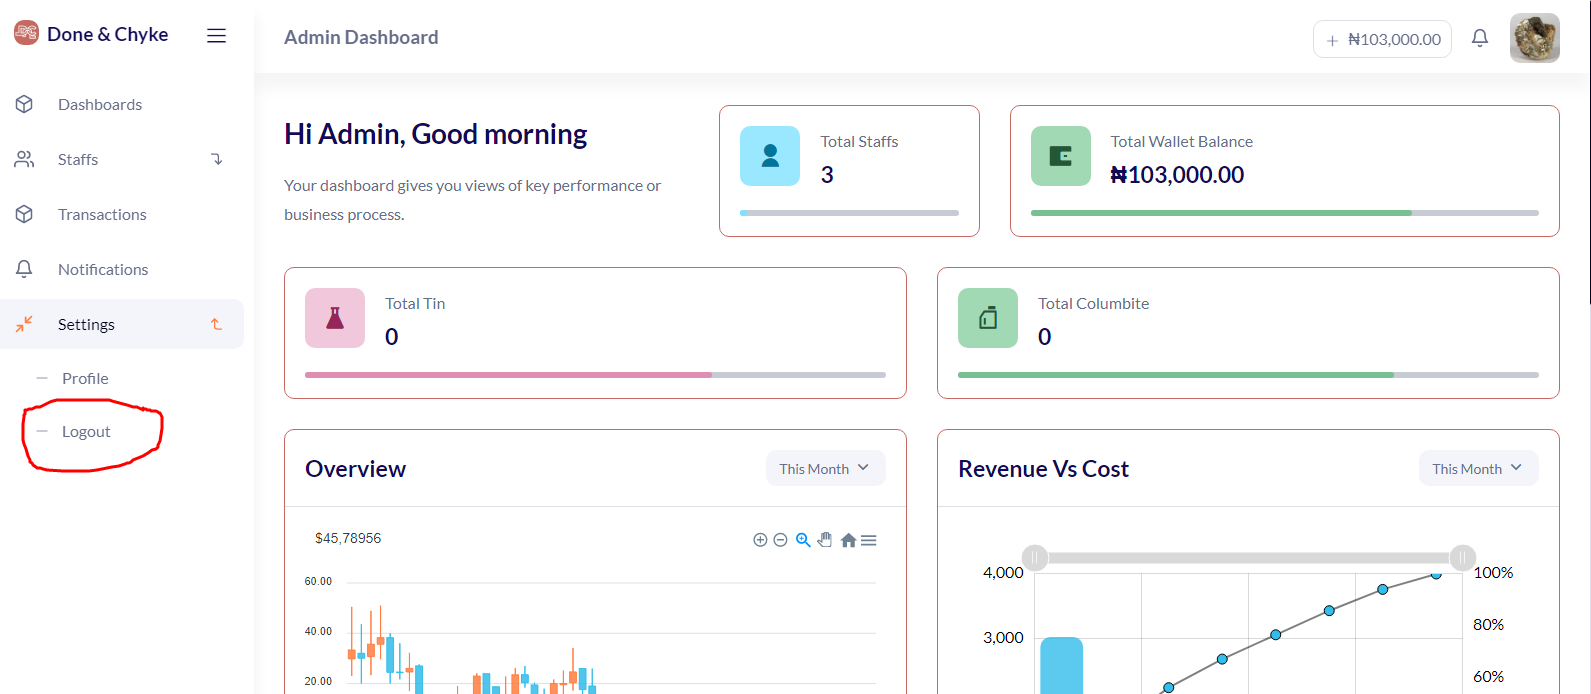 Done & Chyke
Admin Dashboard
₦103,000.00
Dashboards
Staffs
Transactions
Notifications
Settings
Profile
Logout
Hi Admin, Good morning
Your dashboard gives you views of key performance or
business process.
Total Staffs
3
Total Wallet Balance
₦103,000.00
Total Tin
0
Total Columbite
0
Overview
This Month
$45,78956
60.00
40.00
20.00
Revenue Vs Cost
This Month
4,000
3,000
100%
80%
60%